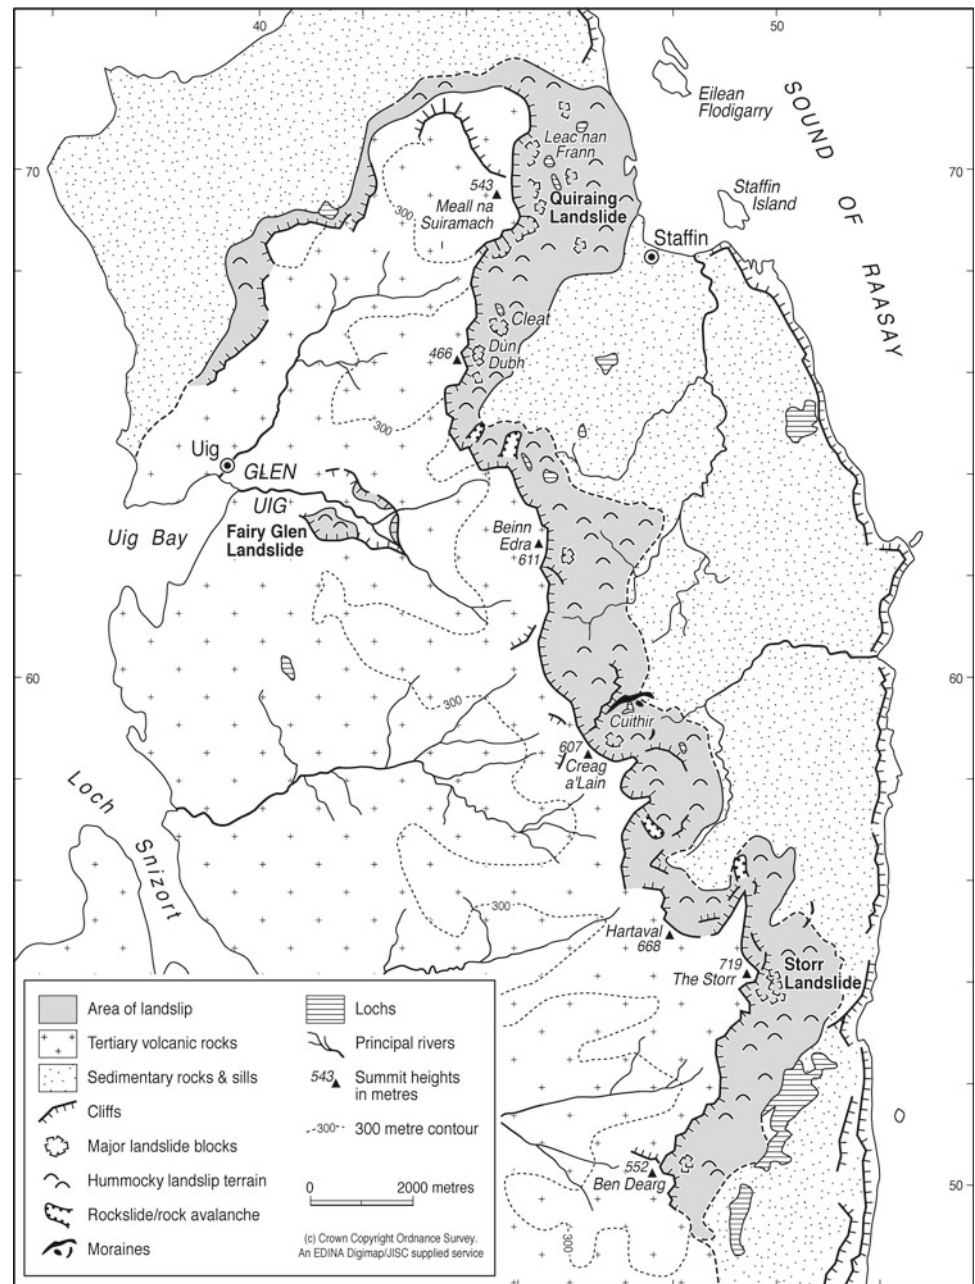 40
50
SOUND OF RAASAY
Eilean
Flodigarry
70
Leac nan
Frann
543
Meall na
Suiramach
300
Quiraing
Landslide
Staffin
Island
Staffin
Cleat
Dùn
Dubh
466
300
Uig
GLEN
UIG
Fairy Glen
Landslide
Uig Bay
Beinn
Edra
611
60
300
Cuithir
607
Creag
a'Lain
Loch
Snizort
300
Hartaval
668
719
The Storr
Storr
Landslide
552
Ben Dearg
50
300
Area of landslip
Tertiary volcanic rocks
Sedimentary rocks & sills
Cliffs
Major landslide blocks
Hummocky landslip terrain
Rockslide/rock avalanche
Moraines
Lochs
Principal rivers
543
Summit heights
in metres
300
300 metre contour
0
2000 metres
(c) Crown Copyright Ordnance Survey.
An EDINA Digimap/JISC supplied service